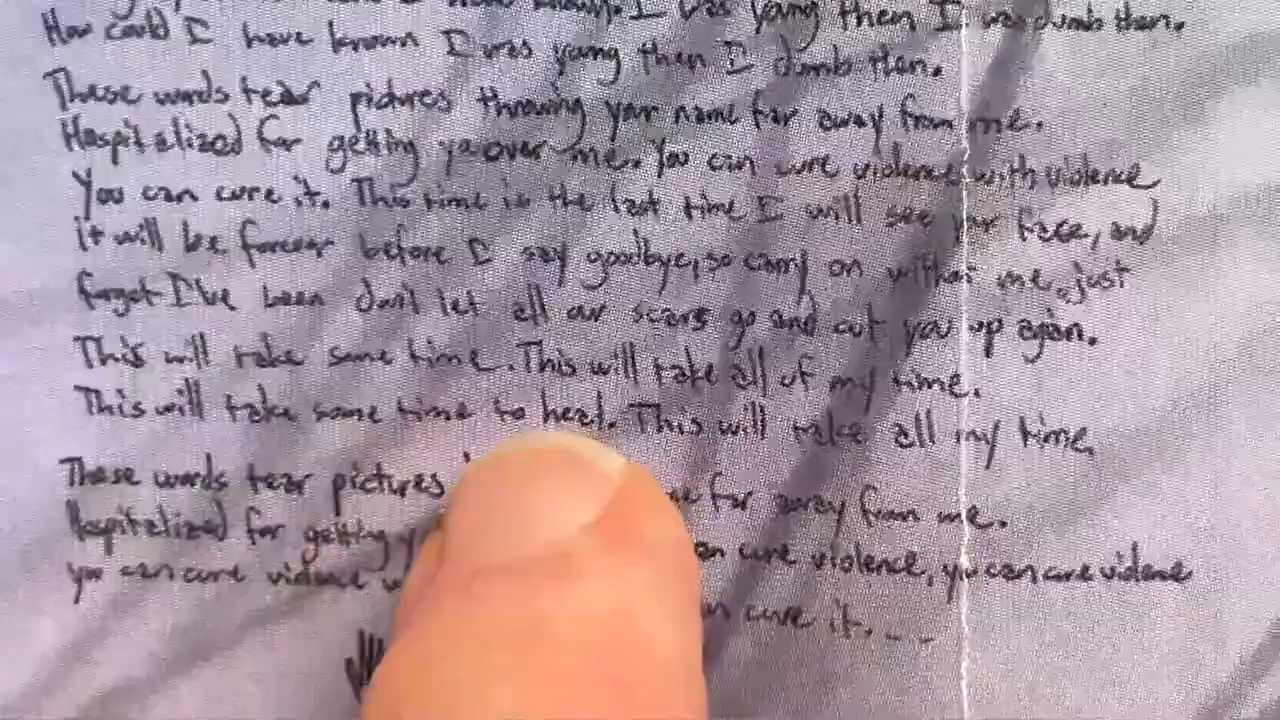 I was young then I was dumb then.
How could I have known I was young then I dumb then.
These words tear pictures throwing your name far away from me.
Hospitalized for getting ya over me. You can cure violence with violence
You can cure it. This time is the last time I will see your face, and
it will be forever before I say goodbye, so carry on without me, just
forget I've been don't let all our scars go and cut you up again.
This will take some time. This will take all of my time.
This will take some time to heal. This will take all my time.
These words tear pictures far away from me.
Hospitalized for getting cure violence, you can cure violence
you can cure violence cure it. . .